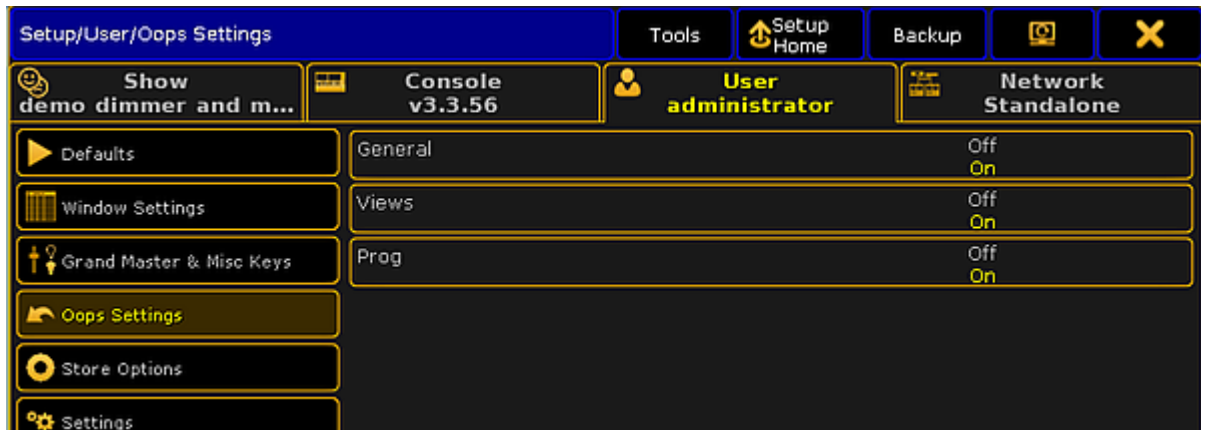 Setup/User/Oops Settings
Tools
Setup
Home
Backup
Show
demo dimmer and m...
Console
v3.3.56
User
administrator
Network
Standalone
Defaults
Window Settings
Grand Master & Misc Keys
Oops Settings
Store Options
Settings
General
Off
On
Views
Off
On
Prog
Off
On